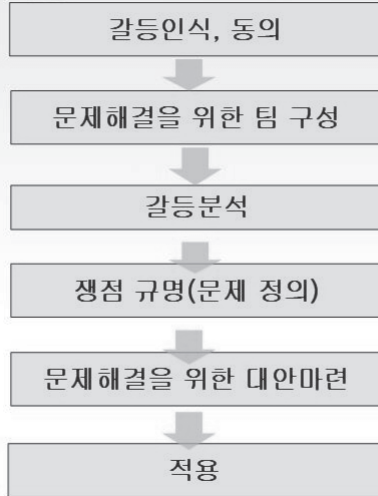 갈등인식, 동의
문제해결을 위한 팀 구성
갈등분석
쟁점 규명(문제 정의)
문제해결을 위한 대안마련
적용